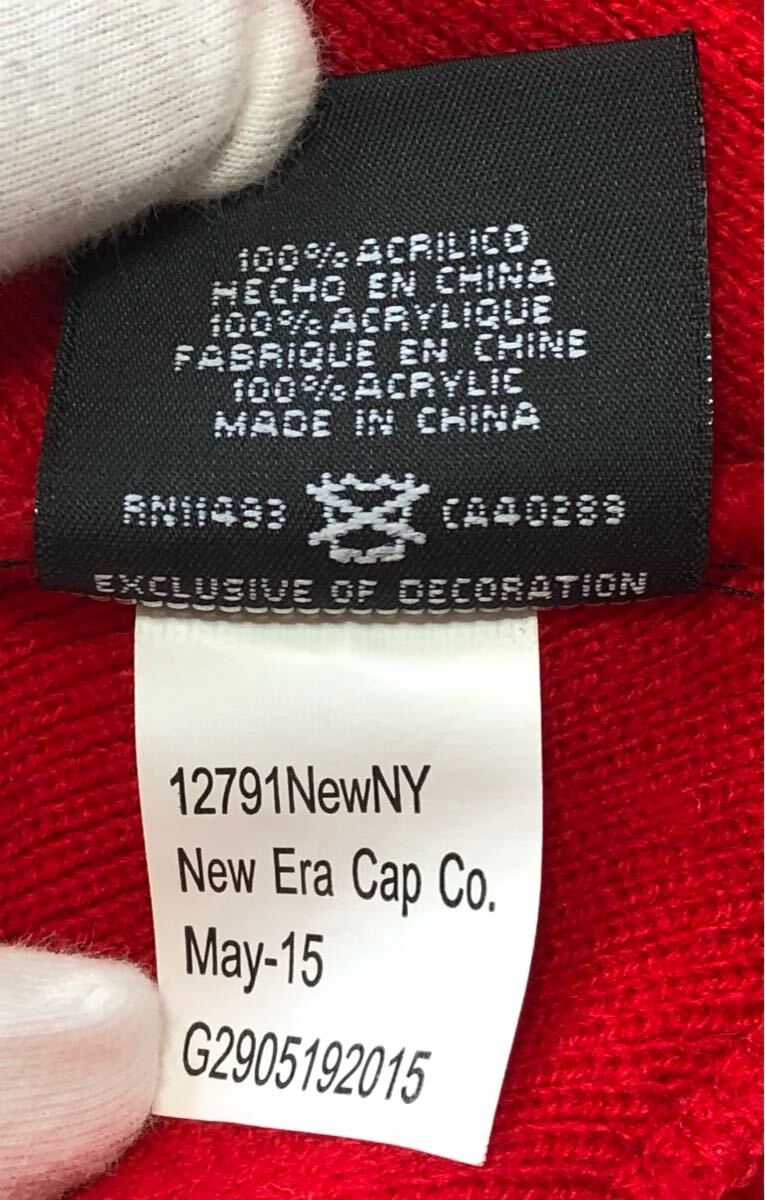 100% ACRILICO
HECHO EN CHINA
100% ACRYLIQUE
FABRIQUE EN CHINE
100% ACRYLIC
MADE IN CHINA
RN11493 CA40289
EXCLUSIVE OF DECORATION
12791NewNY
New Era Cap Co.
May-15
G2905192015